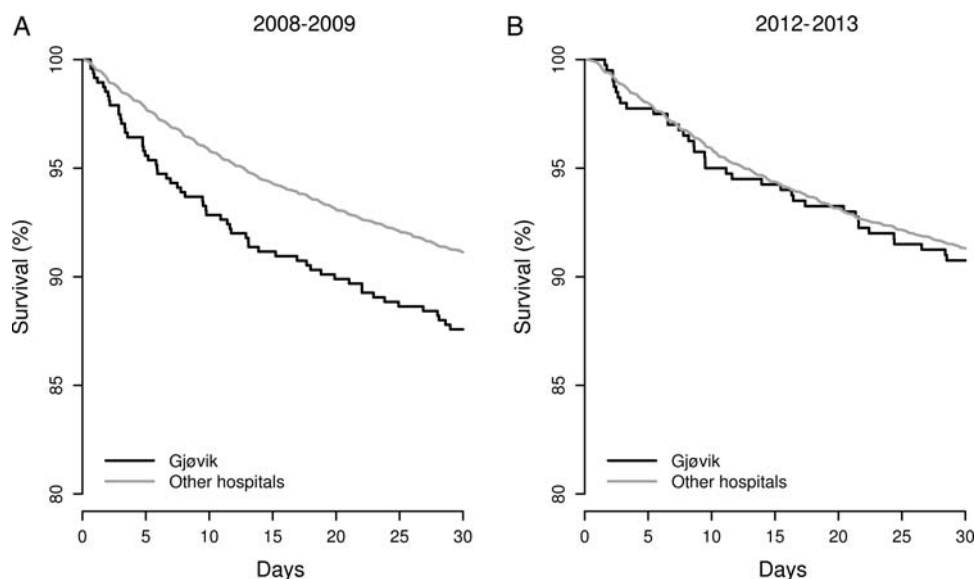 A
2008-2009
Survival (%)
100
95
90
85
80
Gjøvik
Other hospitals
0 5 10 15 20 25 30
Days
B
2012-2013
Survival (%)
100
95
90
85
80
Gjøvik
Other hospitals
0 5 10 15 20 25 30
Days